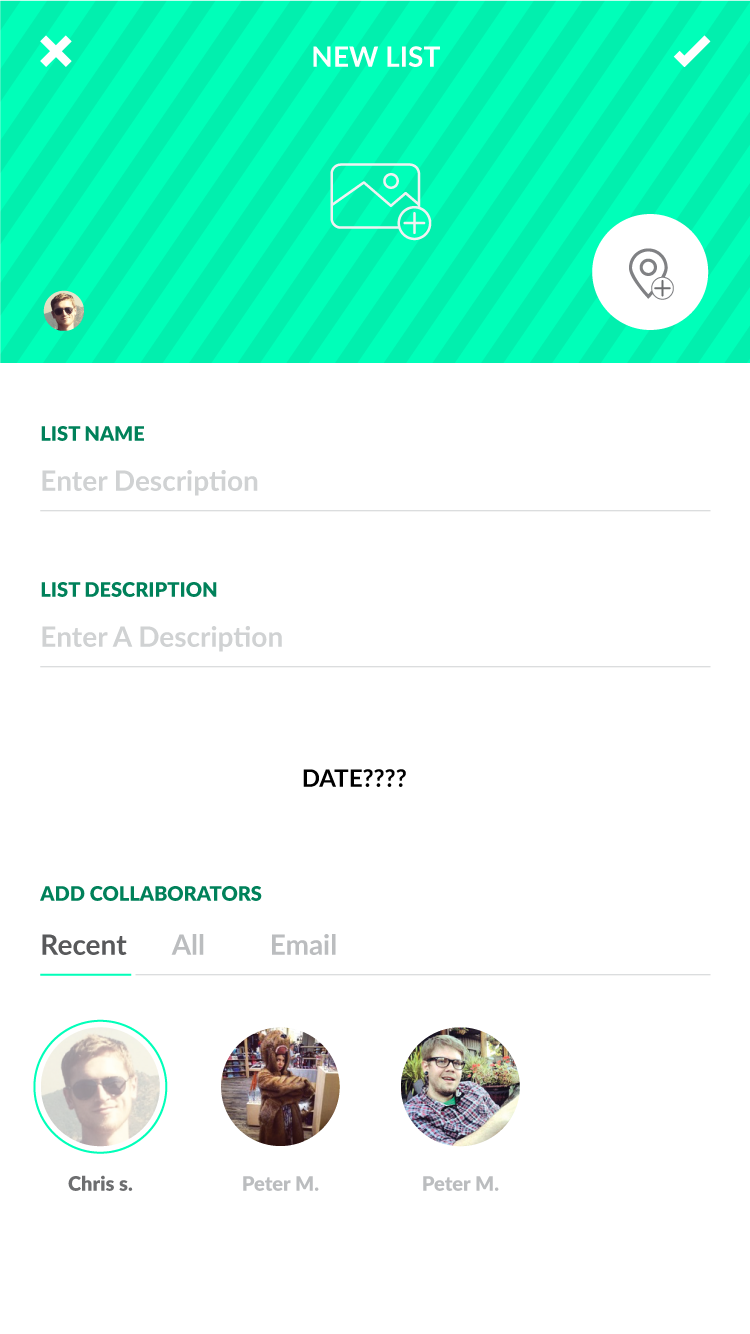 NEW LIST
LIST NAME
Enter Description
LIST DESCRIPTION
Enter A Description
DATE????
ADD COLLABORATORS
Recent All Email
Chris s. Peter M. Peter M.